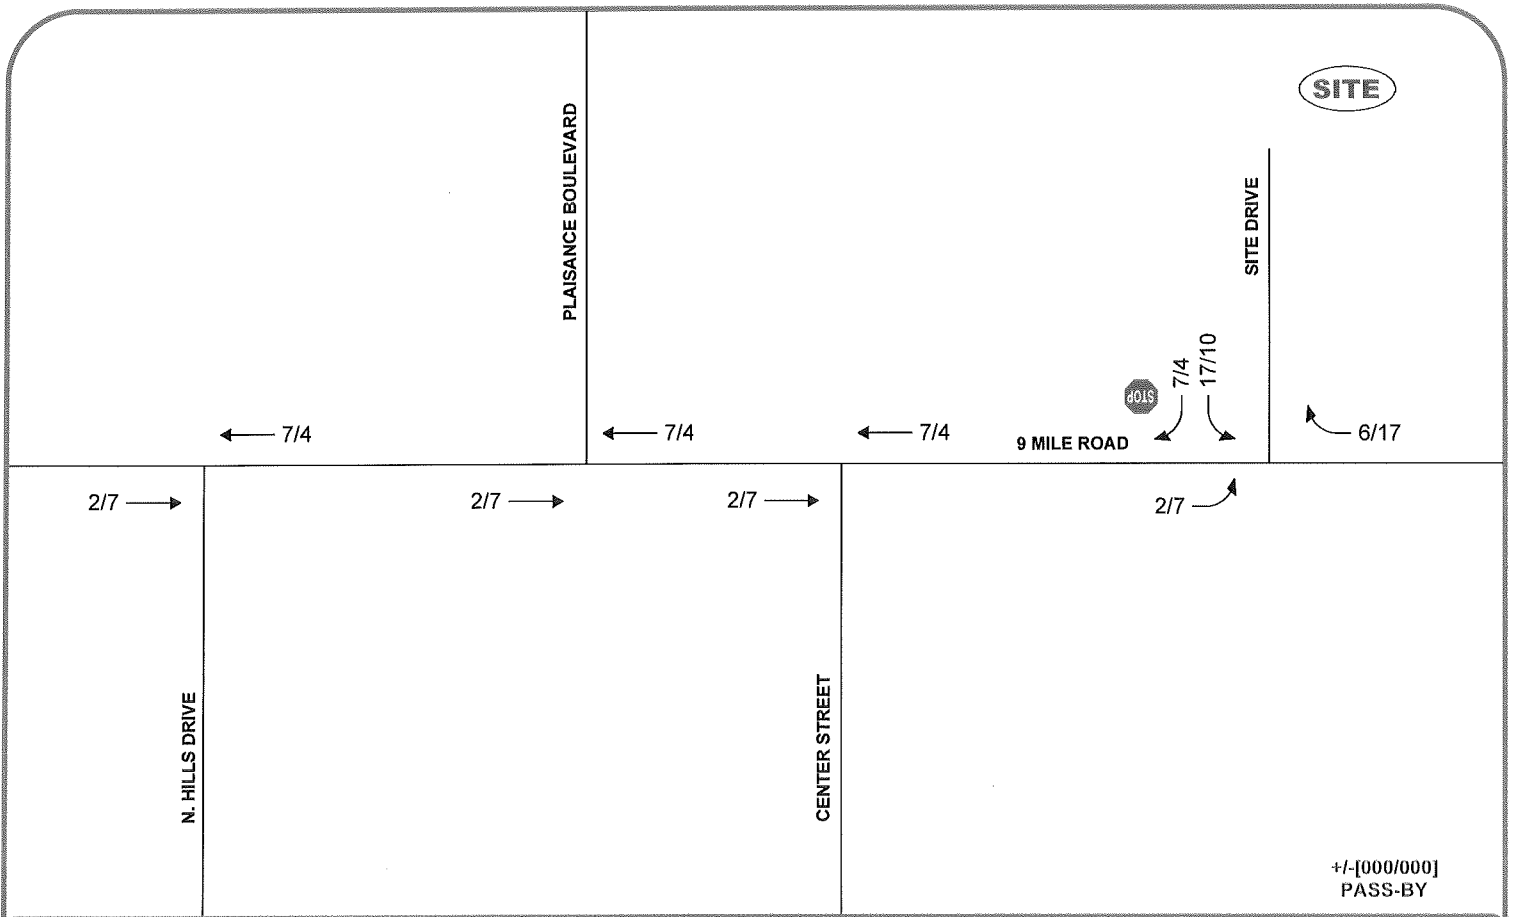 SITE
PLAISANCE BOULEVARD
SITE DRIVE
7/4
17/10
STOP
7/4
7/4
7/4
9 MILE ROAD
6/17
2/7
2/7
2/7
2/7
N. HILLS DRIVE
CENTER STREET
+/-[000/000]
PASS-BY